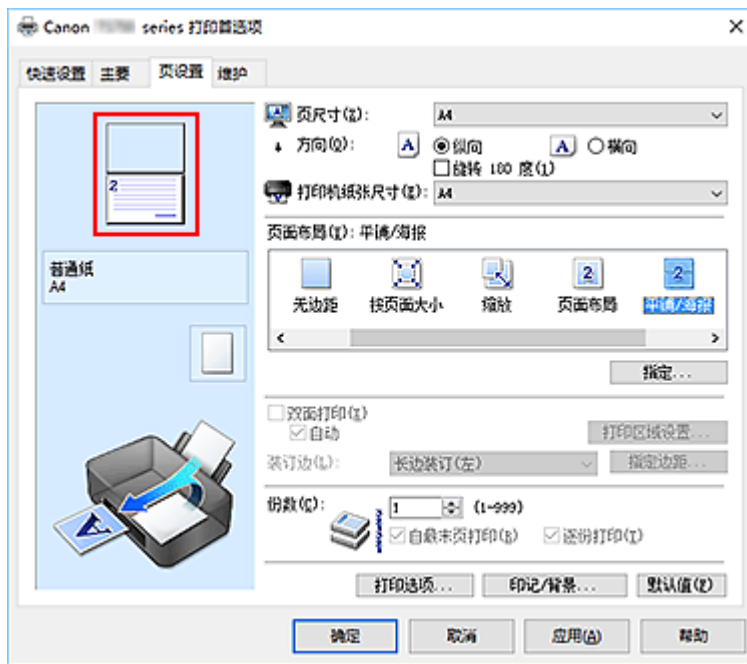 Canon series 打印首选项
快速设置 主要 页设置 维护
页尺寸(Z): A4
方向(O): A 纵向 A 横向
旋转 180 度(1)
打印机纸张尺寸(E): A4
页面布局(I): 平铺/海报
无边距 按页面大小 缩放 页面布局 平铺/海报
指定...
双面打印(X)
自动
打印区域设置...
装订边(L): 长边装订(左) 指定边距...
份数(C): 1 (1-999)
自最末页打印(B) 逐份打印(T)
打印选项... 印记/背景... 默认值(Z)
确定 取消 应用(A) 帮助
2
普通纸
A4
2
2
A